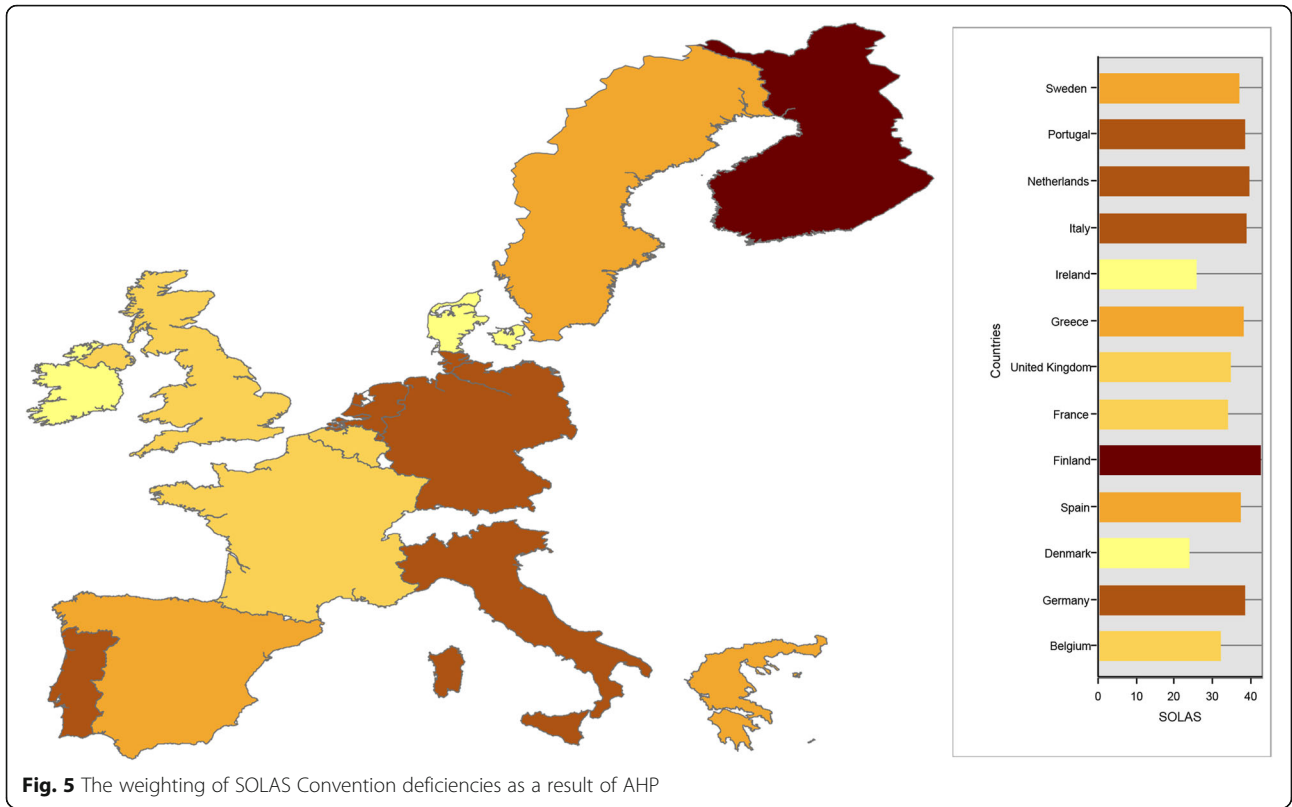 Countries
Sweden
Portugal
Netherlands
Italy
Ireland
Greece
United Kingdom
France
Finland
Spain
Denmark
Germany
Belgium
0 10 20 30 40
SOLAS
Fig. 5 The weighting of SOLAS Convention deficiencies as a result of AHP